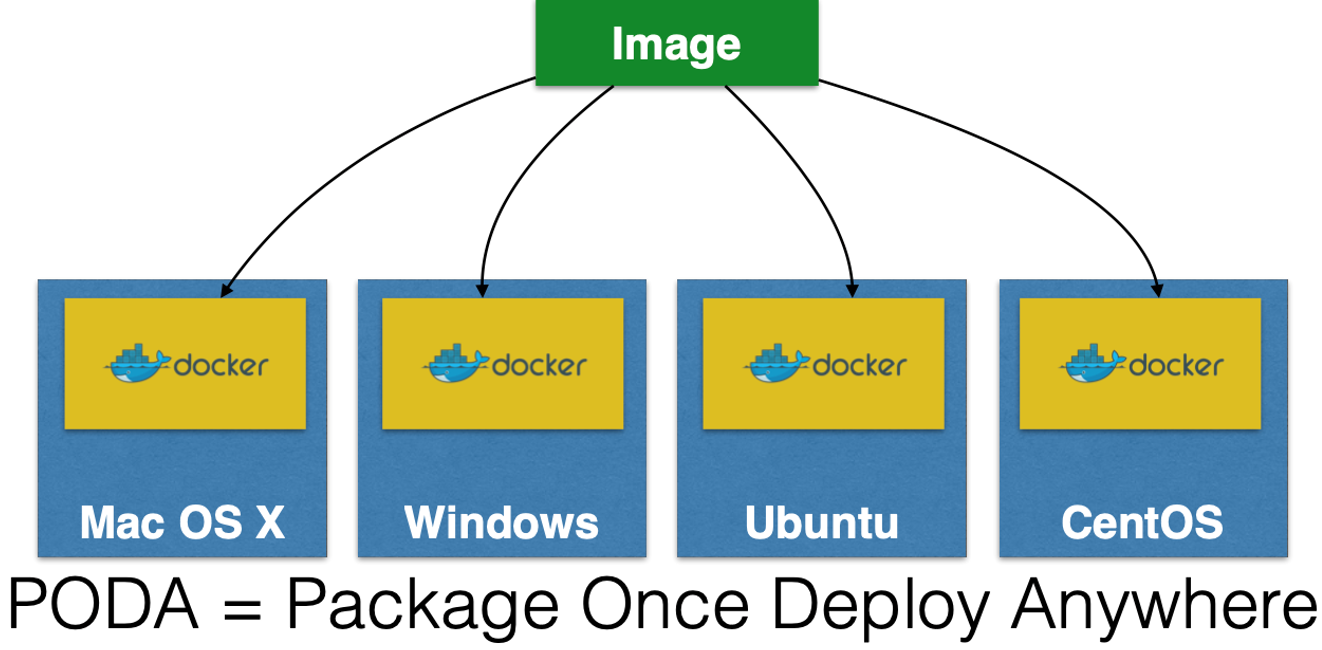 Image
docker docker docker docker
Mac OS X Windows Ubuntu CentOS
PODA = Package Once Deploy Anywhere